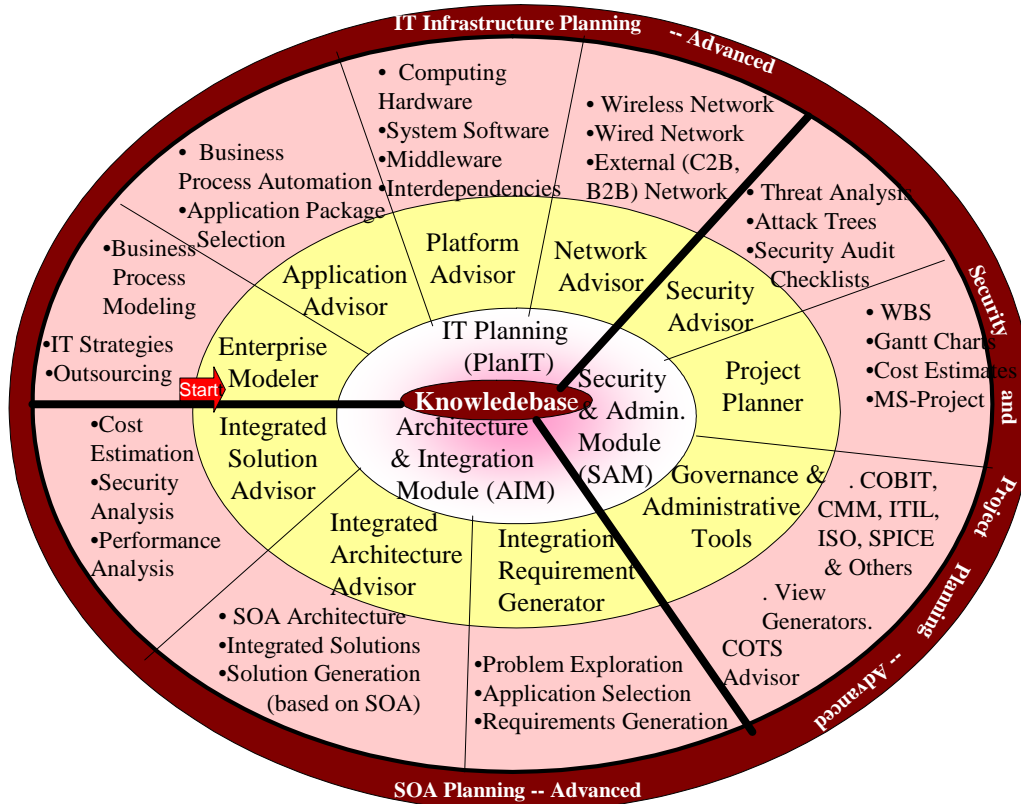 IT Infrastructure Planning -- Advanced
• Computing
Hardware
•System Software
•Middleware
•Interdependencies
• Wireless Network
•Wired Network
•External (C2B,
B2B) Network
• Business
Process Automation
•Application Package
Selection
•Business
Process
Modeling
•IT Strategies
•Outsourcing
• Threat Analysis
• Attack Trees
•Security Audit
Checklists
• WBS
•Gantt Charts
•Cost Estimates
•MS-Project
Platform
Advisor
Network
Advisor
Application
Advisor
Security
Advisor
Enterprise
Modeler
Start
Project
Planner
IT Planning
(PlanIT)
Knowledebase
Security
& Admin.
Module
(SAM)
Architecture
& Integration
Module (AIM)
Integrated
Solution
Advisor
Integrated
Architecture
Advisor
Integration
Requirement
Generator
Governance &
Administrative
Tools
•Cost
Estimation
•Security
Analysis
•Performance
Analysis
• SOA Architecture
•Integrated Solutions
•Solution Generation
(based on SOA)
•Problem Exploration
•Application Selection
•Requirements Generation
. COBIT,
CMM, ITIL,
ISO, SPICE
& Others
. View
Generators.
COTS
Advisor
Security and Project Planning -- Advanced
SOA Planning -- Advanced